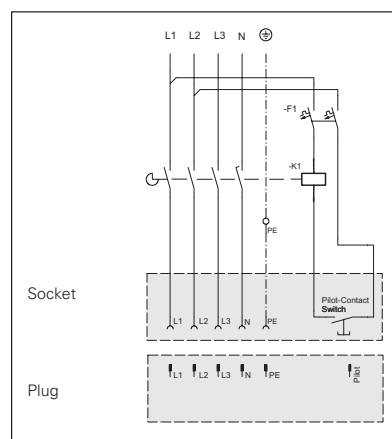 L1 L2 L3 N
-F1
-K1
PE
Socket
L1 L2 L3 N PE
Pilot-Contact
Switch
Plug
L1 L2 L3 N PE Pilot